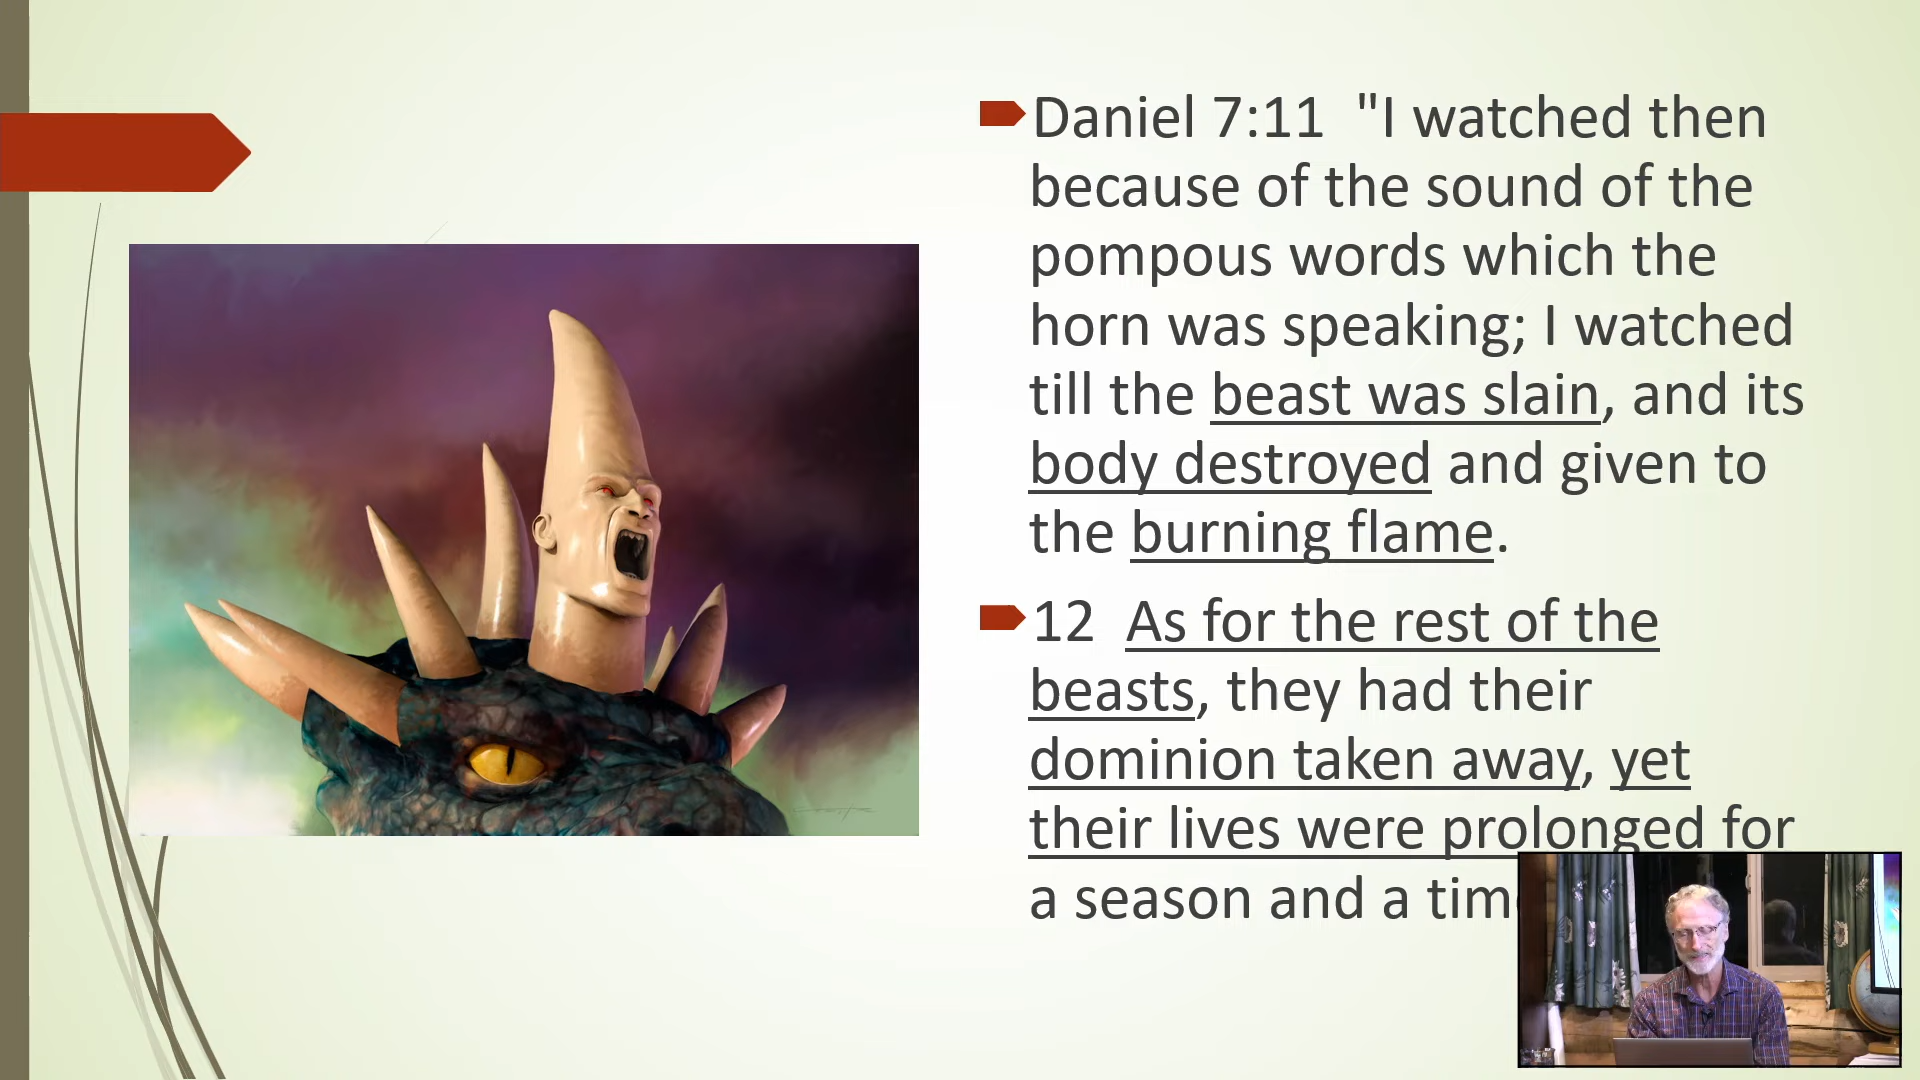 Daniel 7:11 "I watched then
because of the sound of the
pompous words which the
horn was speaking; I watched
till the beast was slain, and its
body destroyed and given to
the burning flame.
12 As for the rest of the
beasts, they had their
dominion taken away, yet
their lives were prolonged for
a season and a